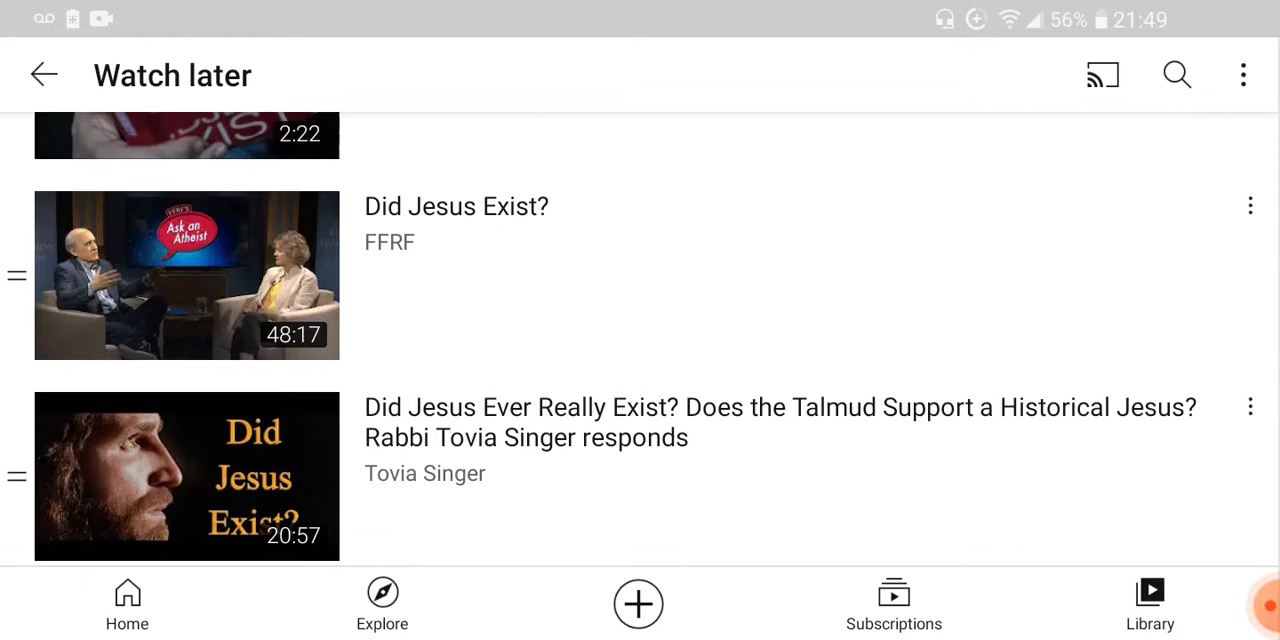 56% 21:49
Watch later
2:22
Did Jesus Exist?
FFRF
FFRF'S
Ask an
Atheist
48:17
Did Jesus Ever Really Exist? Does the Talmud Support a Historical Jesus?
Rabbi Tovia Singer responds
Tovia Singer
Did
Jesus
Exist?
20:57
Home
Explore
Subscriptions
Library